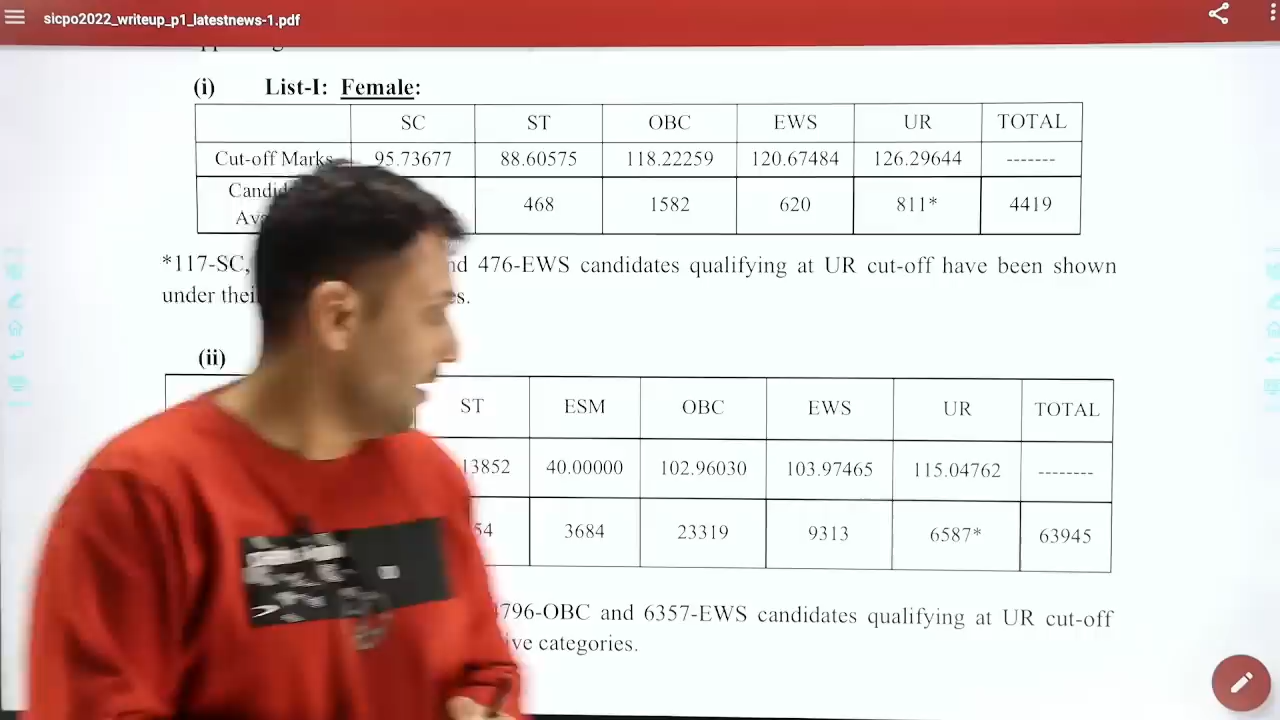 sicpo2022_writeup_p1_latestnews-1.pdf
(i) List-I: Female:
SC ST OBC EWS UR TOTAL
Cut-off Marks 95.73677 88.60575 118.22259 120.67484 126.29644 -------
468 1582 620 811* 4419
*117-SC, 476-EWS candidates qualifying at UR cut-off have been shown
under
(ii)
ST ESM OBC EWS UR TOTAL
13852 40.00000 102.96030 103.97465 115.04762 --------
54 3684 23319 9313 6587* 63945
796-OBC and 6357-EWS candidates qualifying at UR cut-off
ive categories.